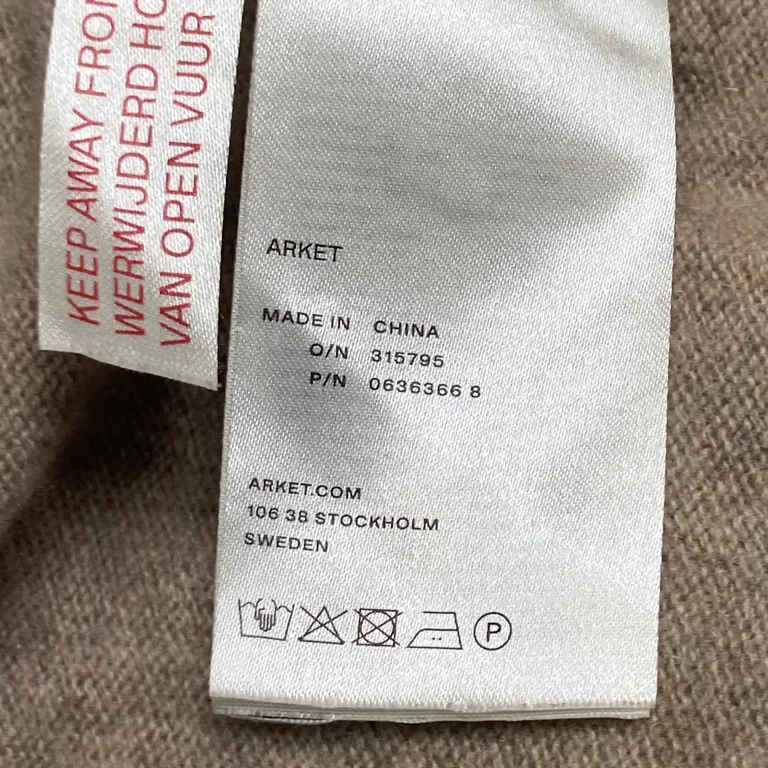 KEEP AWAY FROM
WERWIJDERD HO
VAN OPEN VUUR
ARKET
MADE IN CHINA
O/N 315795
P/N 0636366 8
ARKET.COM
106 38 STOCKHOLM
SWEDEN
P